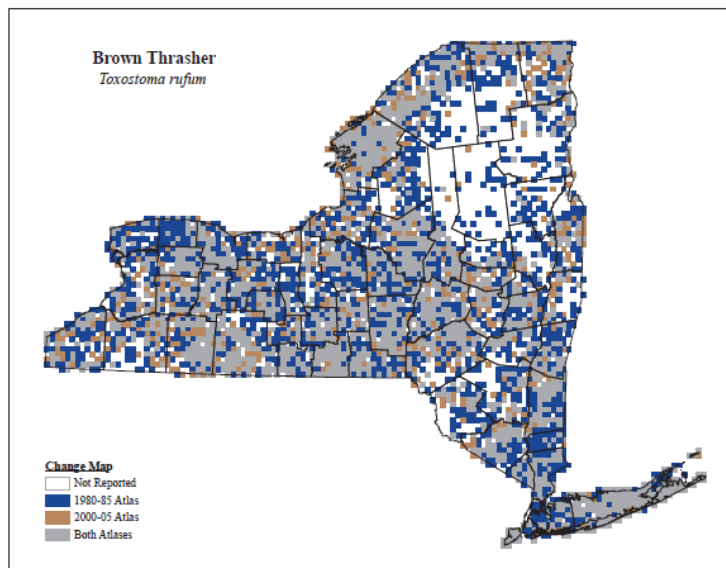 Brown Thrasher
Toxostoma rufum
Change Map
Not Reported
1980-85 Atlas
2000-05 Atlas
Both Atlases